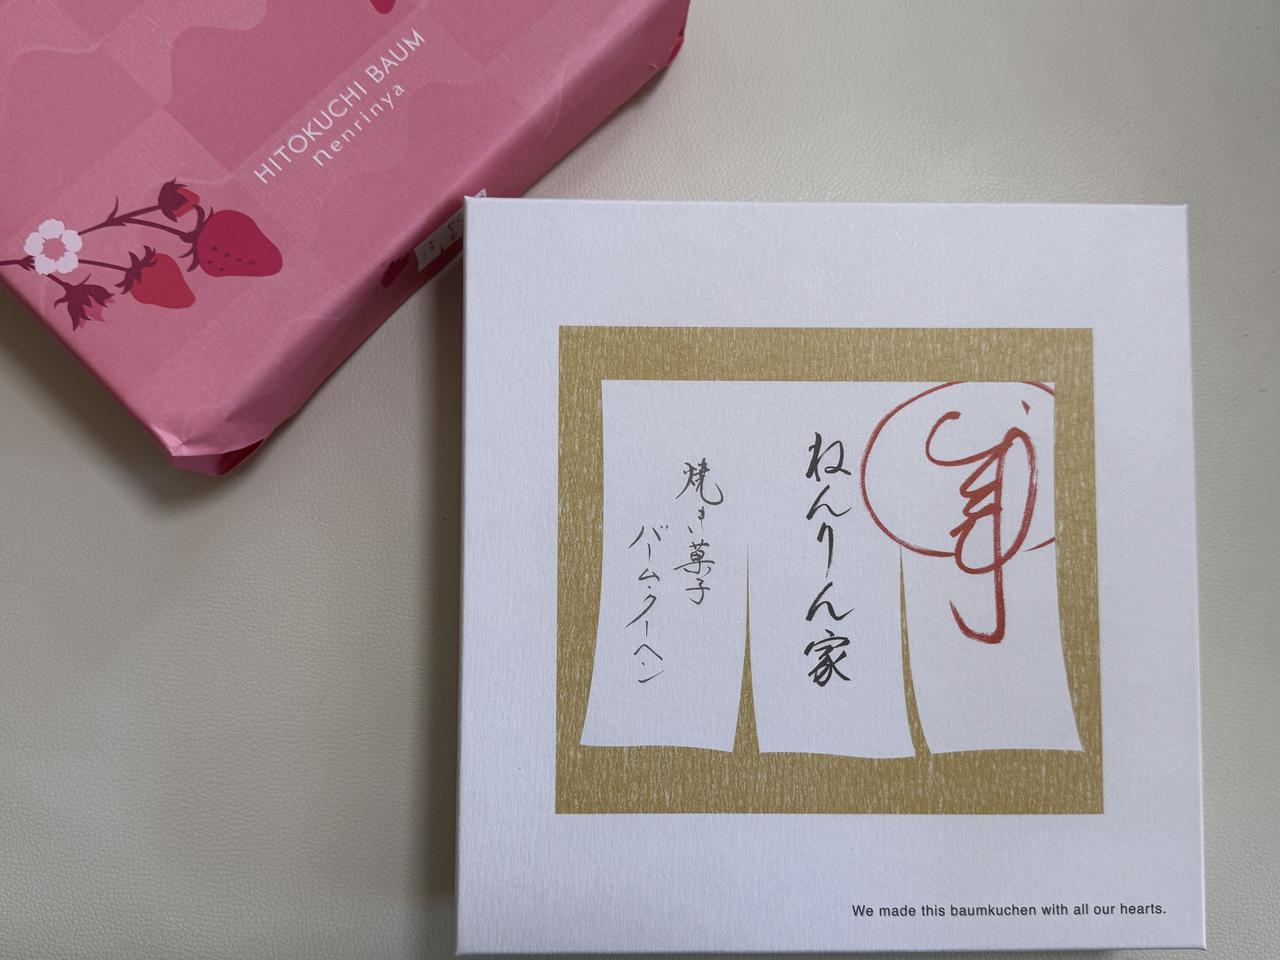 HITOKUCHI BAUM
nenrinya
ねんりん家
焼き菓子
バームクーヘン
We made this baumkuchen with all our hearts.